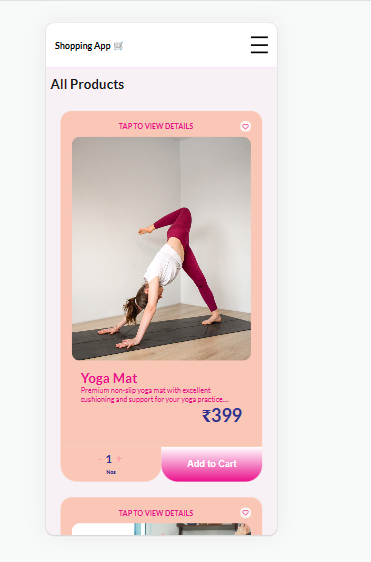 Shopping App 🛒
All Products
TAP TO VIEW DETAILS
Yoga Mat
Premium non-slip yoga mat with excellent
cushioning and support for your yoga practice....
₹399
- 1 +
Nos
Add to Cart
TAP TO VIEW DETAILS